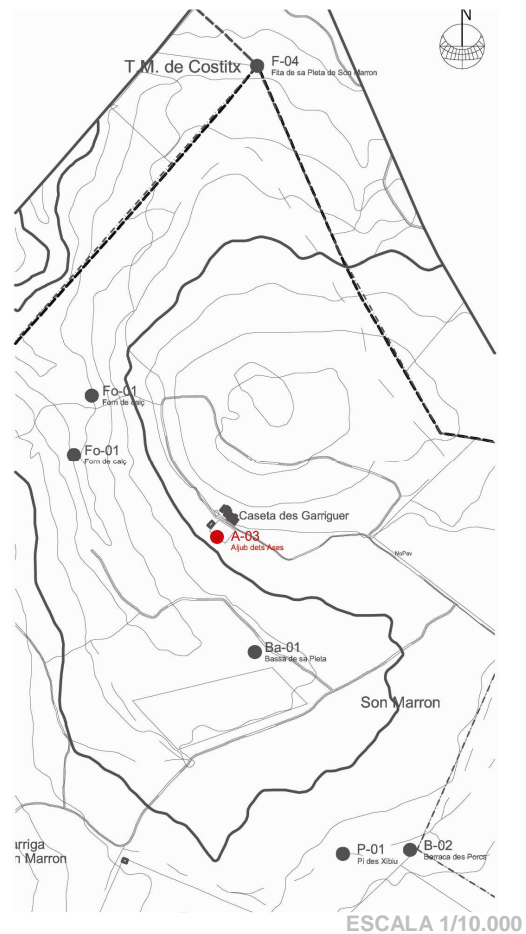 N
F-04
T.M. de Costitx
Fita de sa Pleta de Son Marron
Fo-01
Forn de calç
Fo-01
Forn de calç
Caseta des Garriguer
A-03
Aljub dets Ases
NoPav
Ba-01
Bassa de sa Pleta
Son Marron
rriga
n Marron
P-01
Pi des Xibiu
B-02
Barraca des Porcs
ESCALA 1/10.000